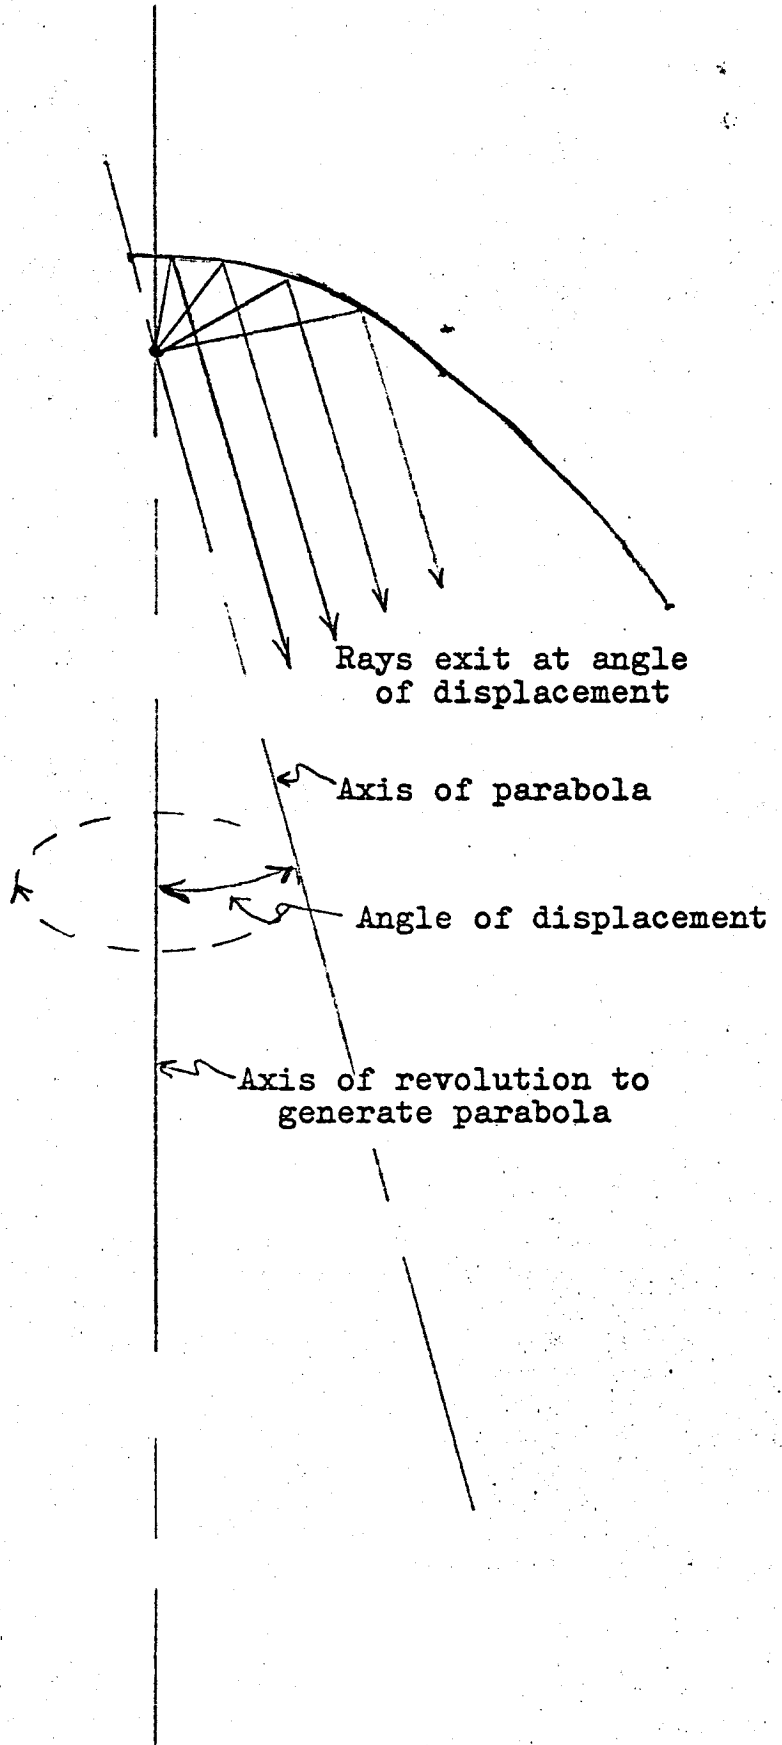 Rays exit at angle
of displacement
Axis of parabola
Angle of displacement
Axis of revolution to
generate parabola